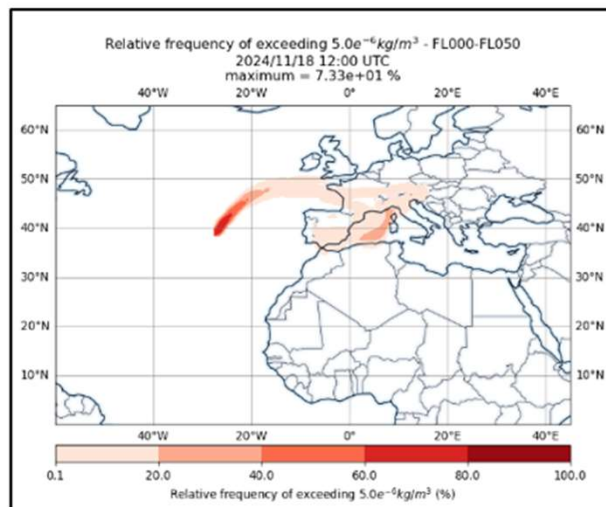 Relative frequency of exceeding 5.0e⁻⁶kg/m³ - FL000-FL050
2024/11/18 12:00 UTC
maximum = 7.33e+01 %
40°W 20°W 0° 20°E 40°E
60°N 60°N
50°N 50°N
40°N 40°N
30°N 30°N
20°N 20°N
10°N 10°N
40°W 20°W 0° 20°E 40°E
0.1 20.0 40.0 60.0 80.0 100.0
Relative frequency of exceeding 5.0e⁻⁶kg/m³ (%)